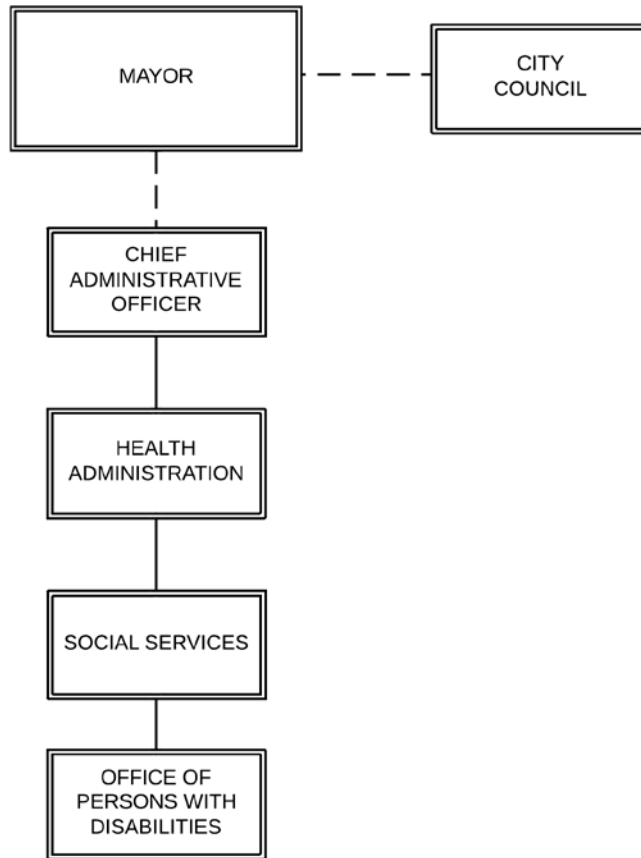 MAYOR
CITY
COUNCIL
CHIEF
ADMINISTRATIVE
OFFICER
HEALTH
ADMINISTRATION
SOCIAL SERVICES
OFFICE OF
PERSONS WITH
DISABILITIES